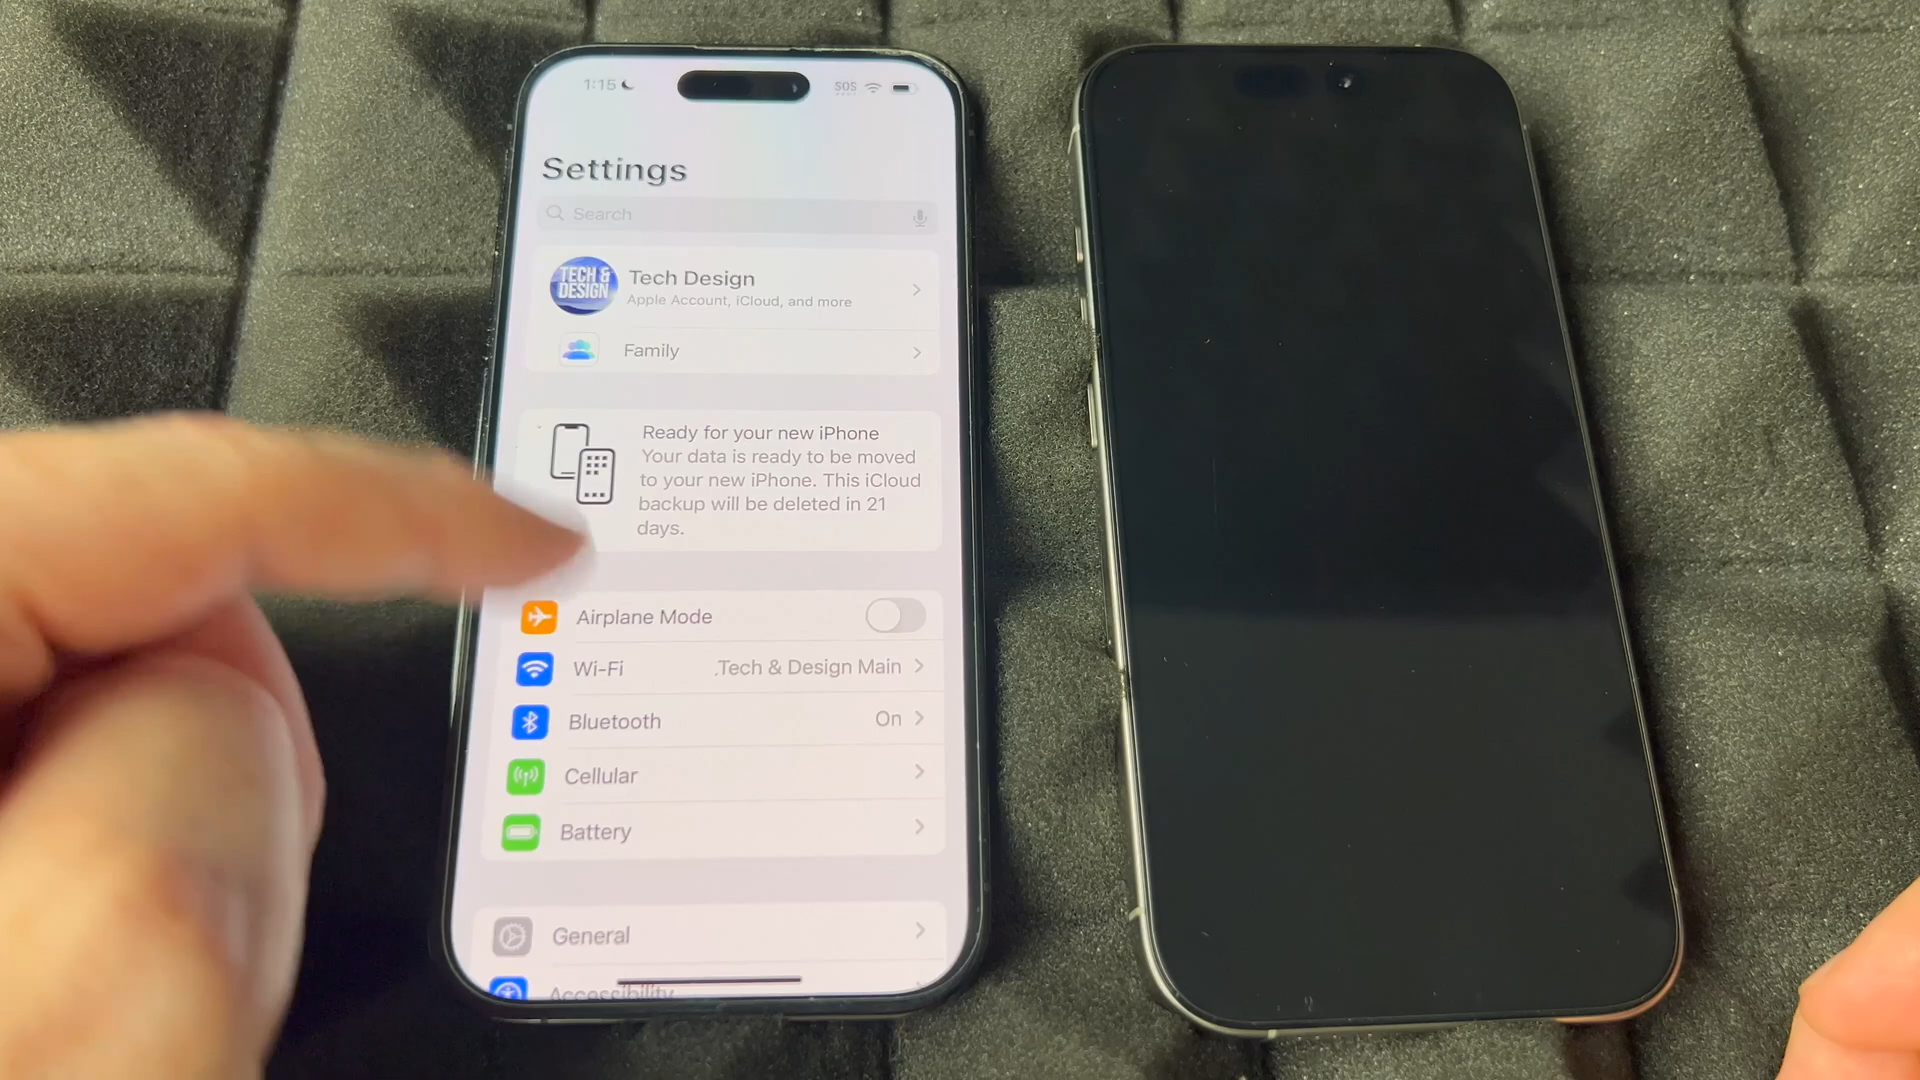 1:15
SOS
Settings
Search
TECH &
DESIGN
Tech Design
Apple Account, iCloud, and more
Family
Ready for your new iPhone
Your data is ready to be moved
to your new iPhone. This iCloud
backup will be deleted in 21
days.
Airplane Mode
Wi-Fi .Tech & Design Main
Bluetooth On
Cellular
Battery
General
Accessibility